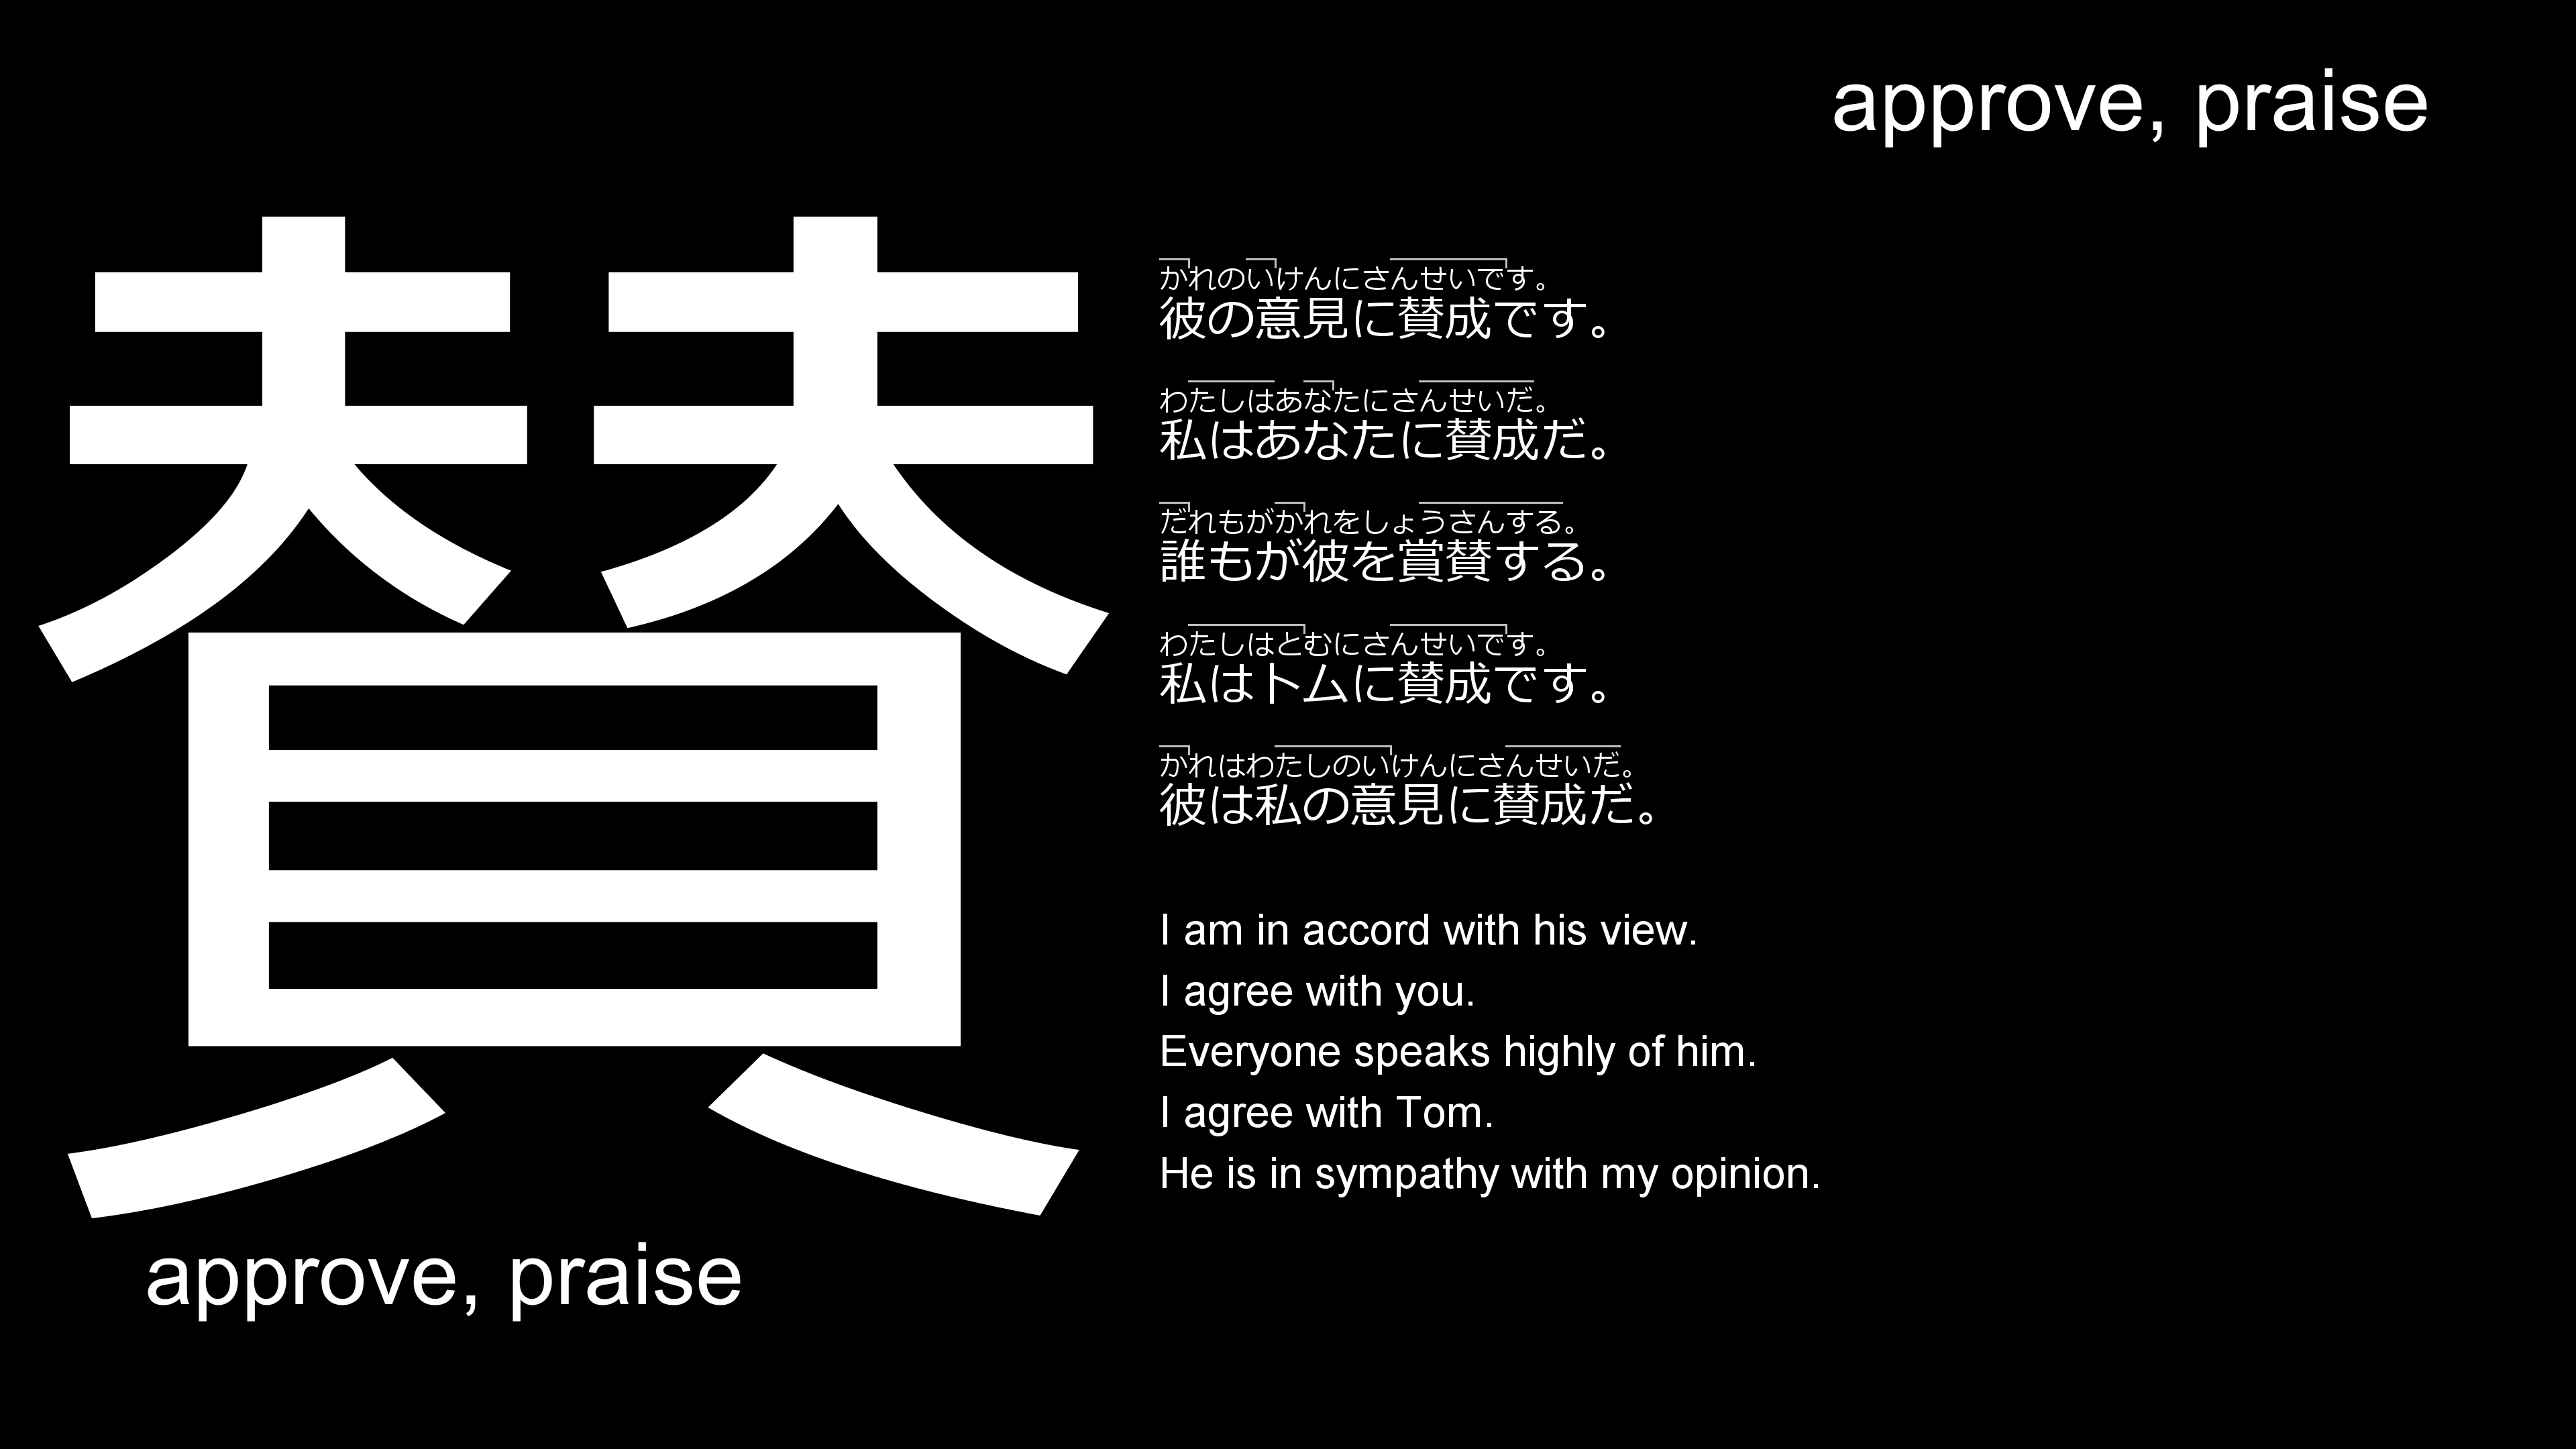 approve, praise
賛
approve, praise
かれのいけんにさんせいです。
彼の意見に賛成です。
わたしはあなたにさんせいだ。
私はあなたに賛成だ。
だれもがかれをしょうさんする。
誰もが彼を賞賛する。
わたしはとむにさんせいです。
私はトムに賛成です。
かれはわたしのいけんにさんせいだ。
彼は私の意見に賛成だ。
I am in accord with his view.
I agree with you.
Everyone speaks highly of him.
I agree with Tom.
He is in sympathy with my opinion.